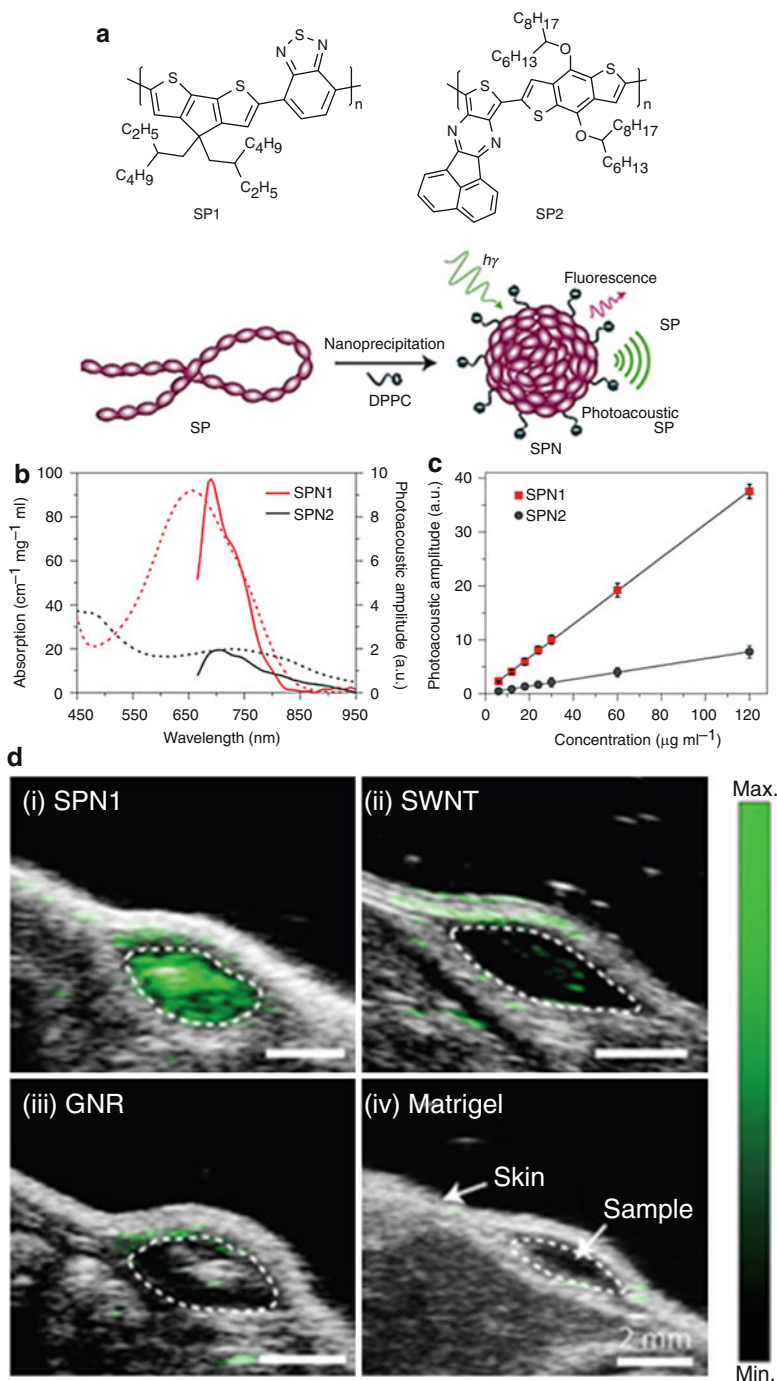 a
S
N
N
S
S
n
C2H5
C4H9
C4H9
C2H5
SP1
C8H17
C6H13
O
S
S
N
N
S
n
O
C8H17
C6H13
SP2
hγ
Fluorescence
SP
Nanoprecipitation
DPPC
SP
SPN
Photoacoustic
SP
b
100
80
60
40
20
0
Absorption (cm−1 mg−1 ml)
SPN1
SPN2
10
8
6
4
2
0
Photoacoustic amplitude (a.u.)
450 550 650 750 850 950
Wavelength (nm)
c
40
30
20
10
0
Photoacoustic amplitude (a.u.)
SPN1
SPN2
0 20 40 60 80 100 120
Concentration (μg ml−1)
d
(i) SPN1
(ii) SWNT
(iii) GNR
(iv) Matrigel
Skin
Sample
2 mm
Max.
Min.